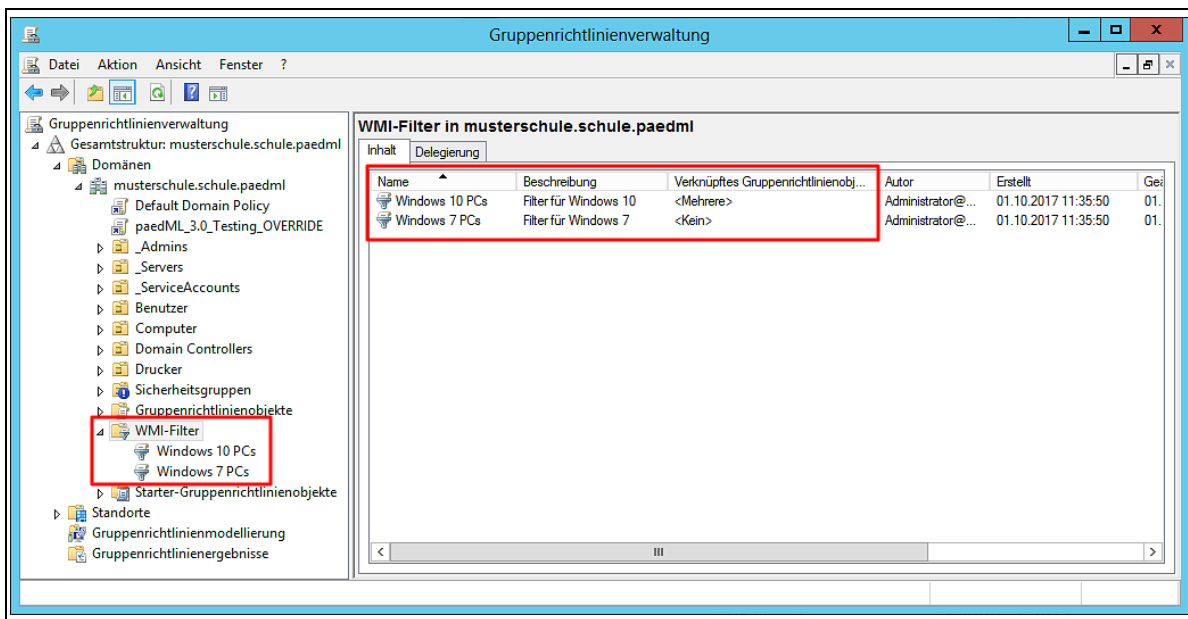 Gruppenrichtlinienverwaltung
Datei Aktion Ansicht Fenster ?
Gruppenrichtlinienverwaltung
Gesamtstruktur: musterschule.schule.paedml
Domänen
musterschule.schule.paedml
Default Domain Policy
paedML_3.0_Testing_OVERRIDE
_Admins
_Servers
_ServiceAccounts
Benutzer
Computer
Domain Controllers
Drucker
Sicherheitsgruppen
Gruppenrichtlinienobjekte
WMI-Filter
Windows 10 PCs
Windows 7 PCs
Starter-Gruppenrichtlinienobjekte
Standorte
Gruppenrichtlinienmodellierung
Gruppenrichtlinienergebnisse
WMI-Filter in musterschule.schule.paedml
Inhalt Delegierung
Name Beschreibung Verknüpftes Gruppenrichtlinienobj... Autor Erstellt Geä
Windows 10 PCs Filter für Windows 10 <Mehrere> Administrator@... 01.10.2017 11:35:50 01.
Windows 7 PCs Filter für Windows 7 <Kein> Administrator@... 01.10.2017 11:35:50 01.